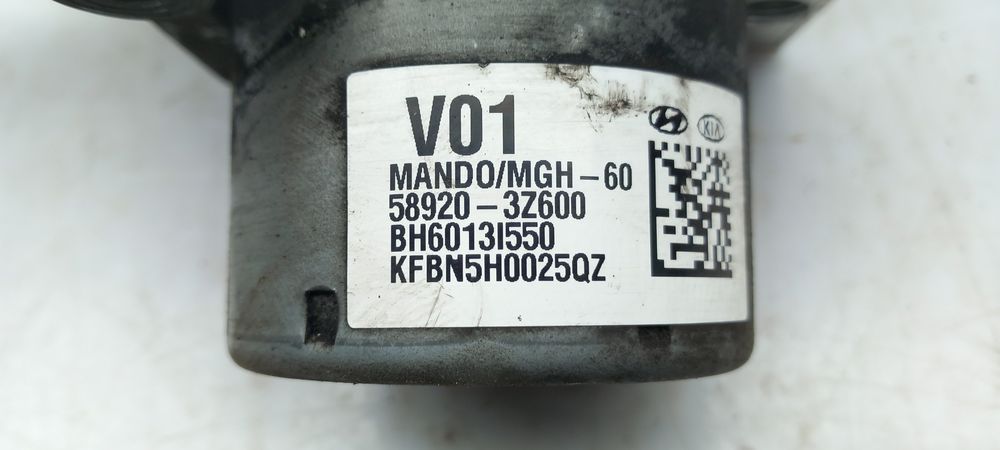 V01
KIA
MANDO/MGH-60
58920-3Z600
BH6013I550
KFBN5H0025QZ